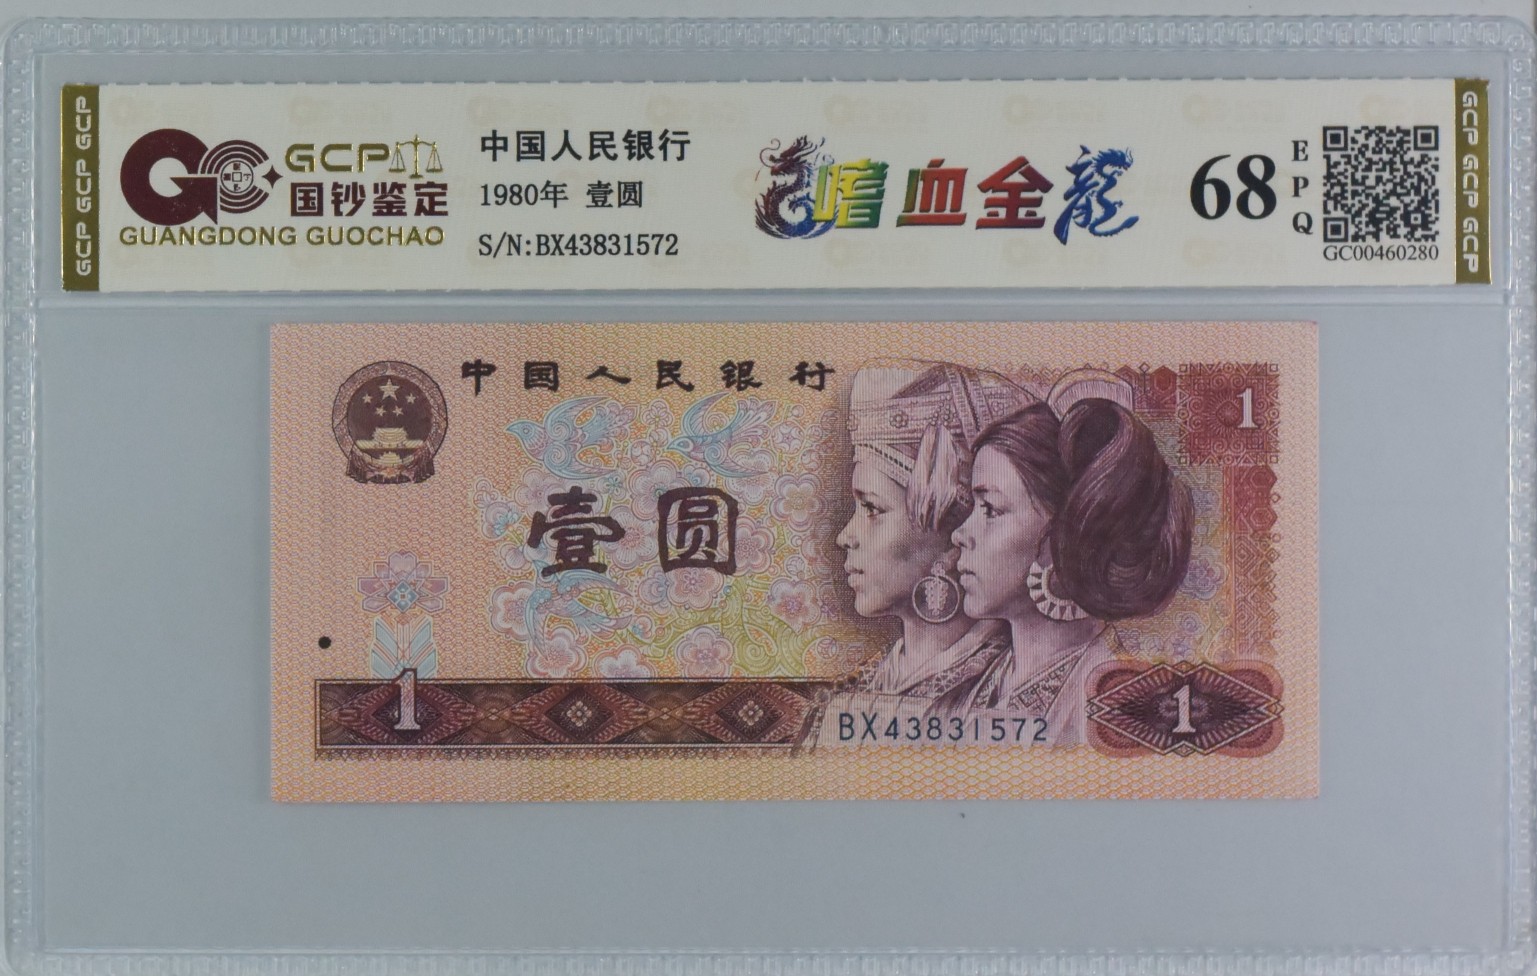 GCP GCP GCP
GCP
国钞鉴定
GUANGDONG GUOCHAO
中国人民银行
1980年 壹圆
S/N:BX43831572
嗜血金龍
68
EPQ
GC00460280
GCP GCP GCP
中国人民银行
1
壹圆
1
BX43831572
1